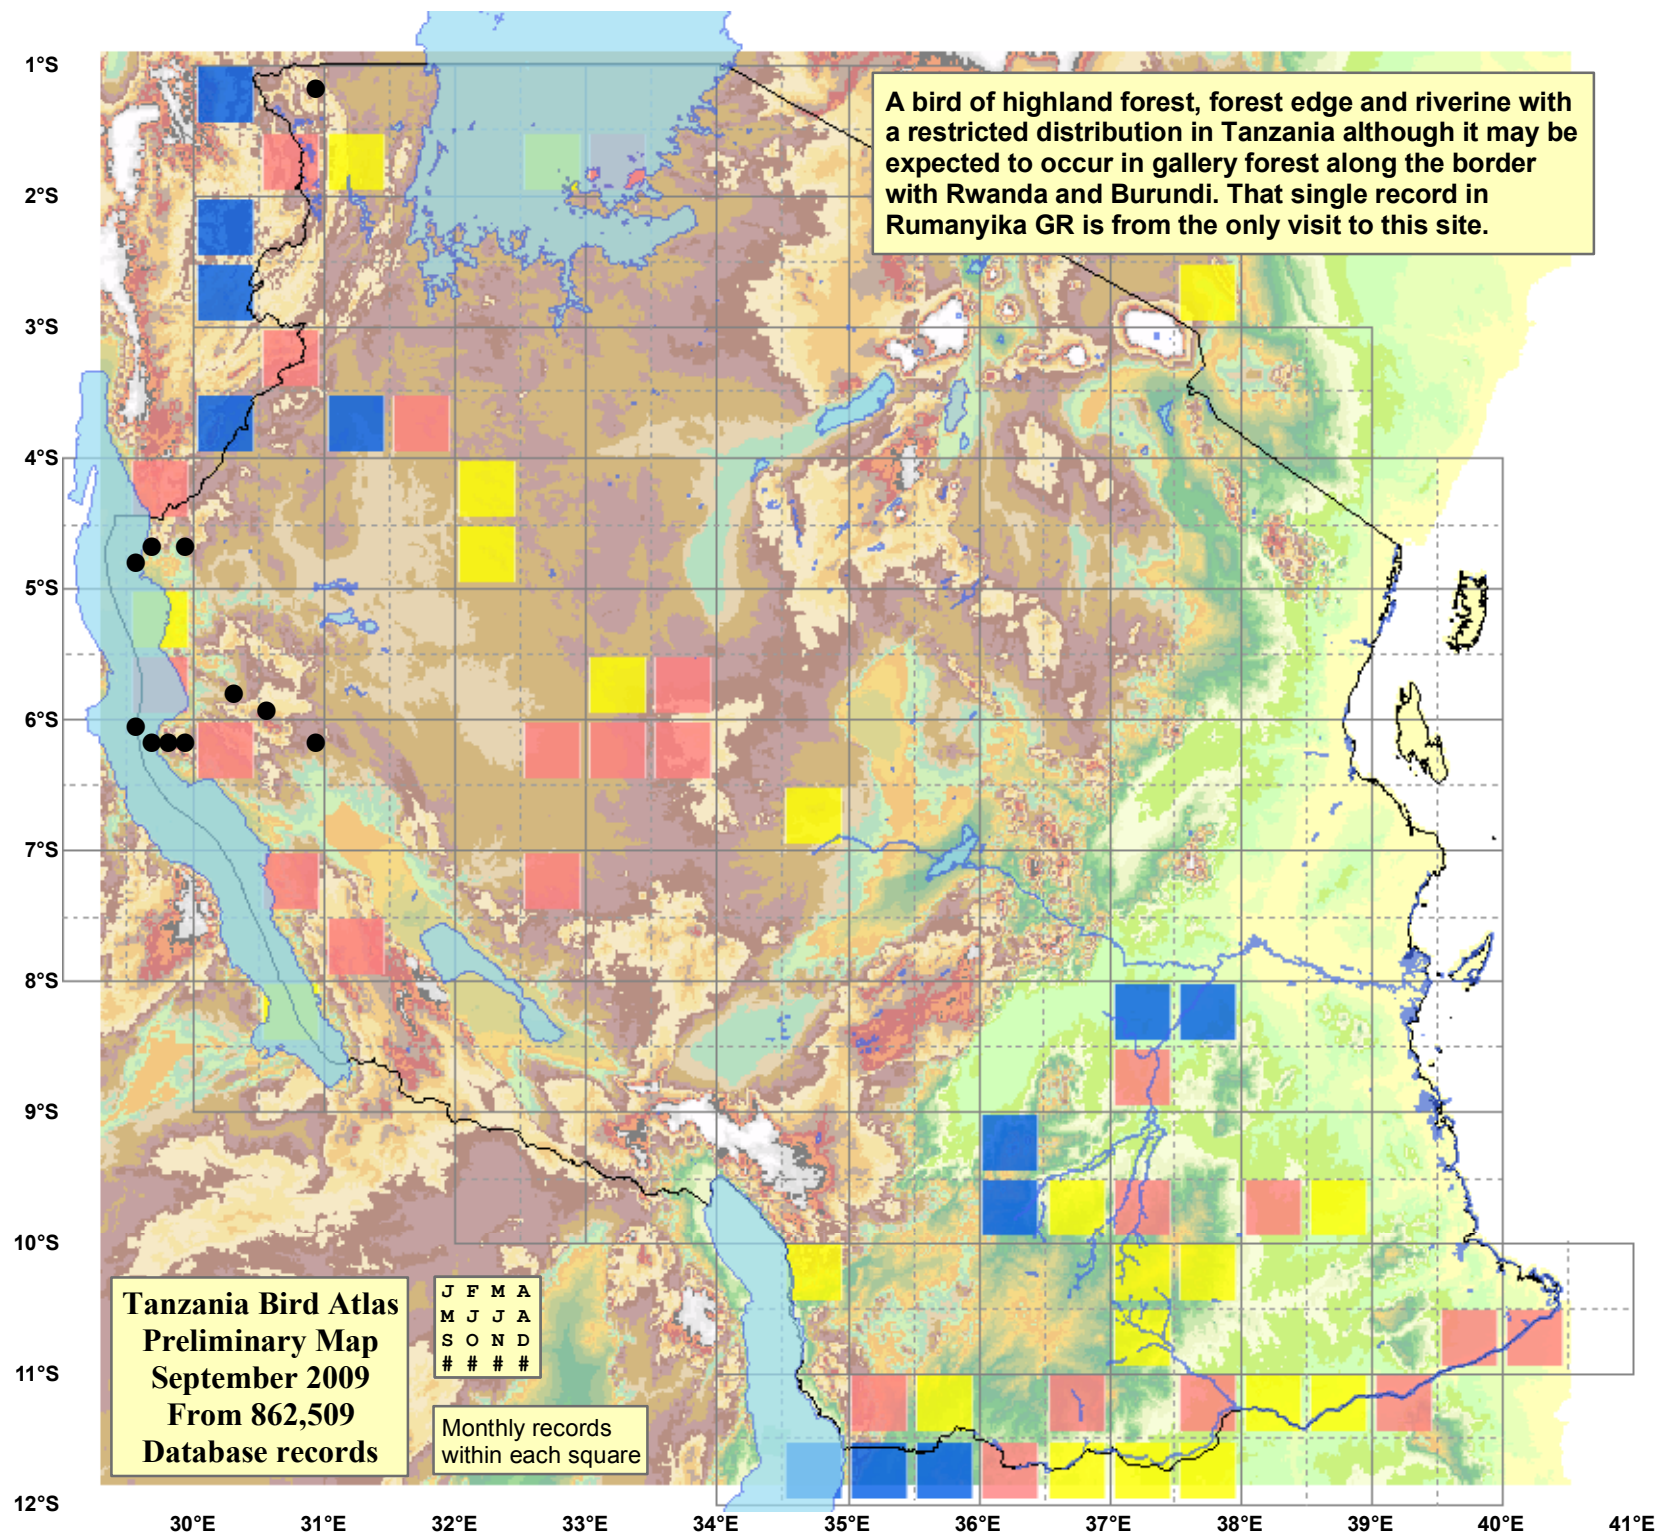 1°S
A bird of highland forest, forest edge and riverine with
a restricted distribution in Tanzania although it may be
expected to occur in gallery forest along the border
with Rwanda and Burundi. That single record in
Rumanyika GR is from the only visit to this site.
2°S
3°S
4°S
5°S
6°S
7°S
8°S
9°S
10°S
11°S
12°S
Tanzania Bird Atlas
Preliminary Map
September 2009
From 862,509
Database records
J F M A
M J J A
S O N D
# # # #
Monthly records
within each square
30°E 31°E 32°E 33°E 34°E 35°E 36°E 37°E 38°E 39°E 40°E 41°E